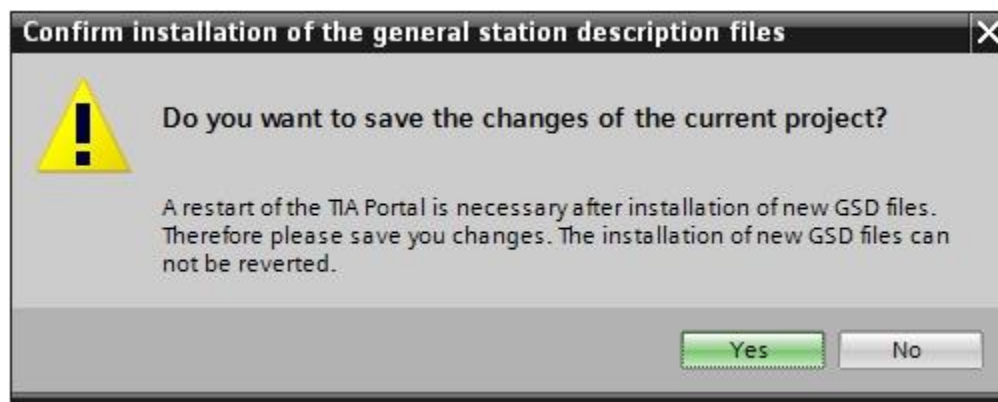 Confirm installation of the general station description files
Do you want to save the changes of the current project?
A restart of the TIA Portal is necessary after installation of new GSD files.
Therefore please save you changes. The installation of new GSD files can
not be reverted.
Yes
No